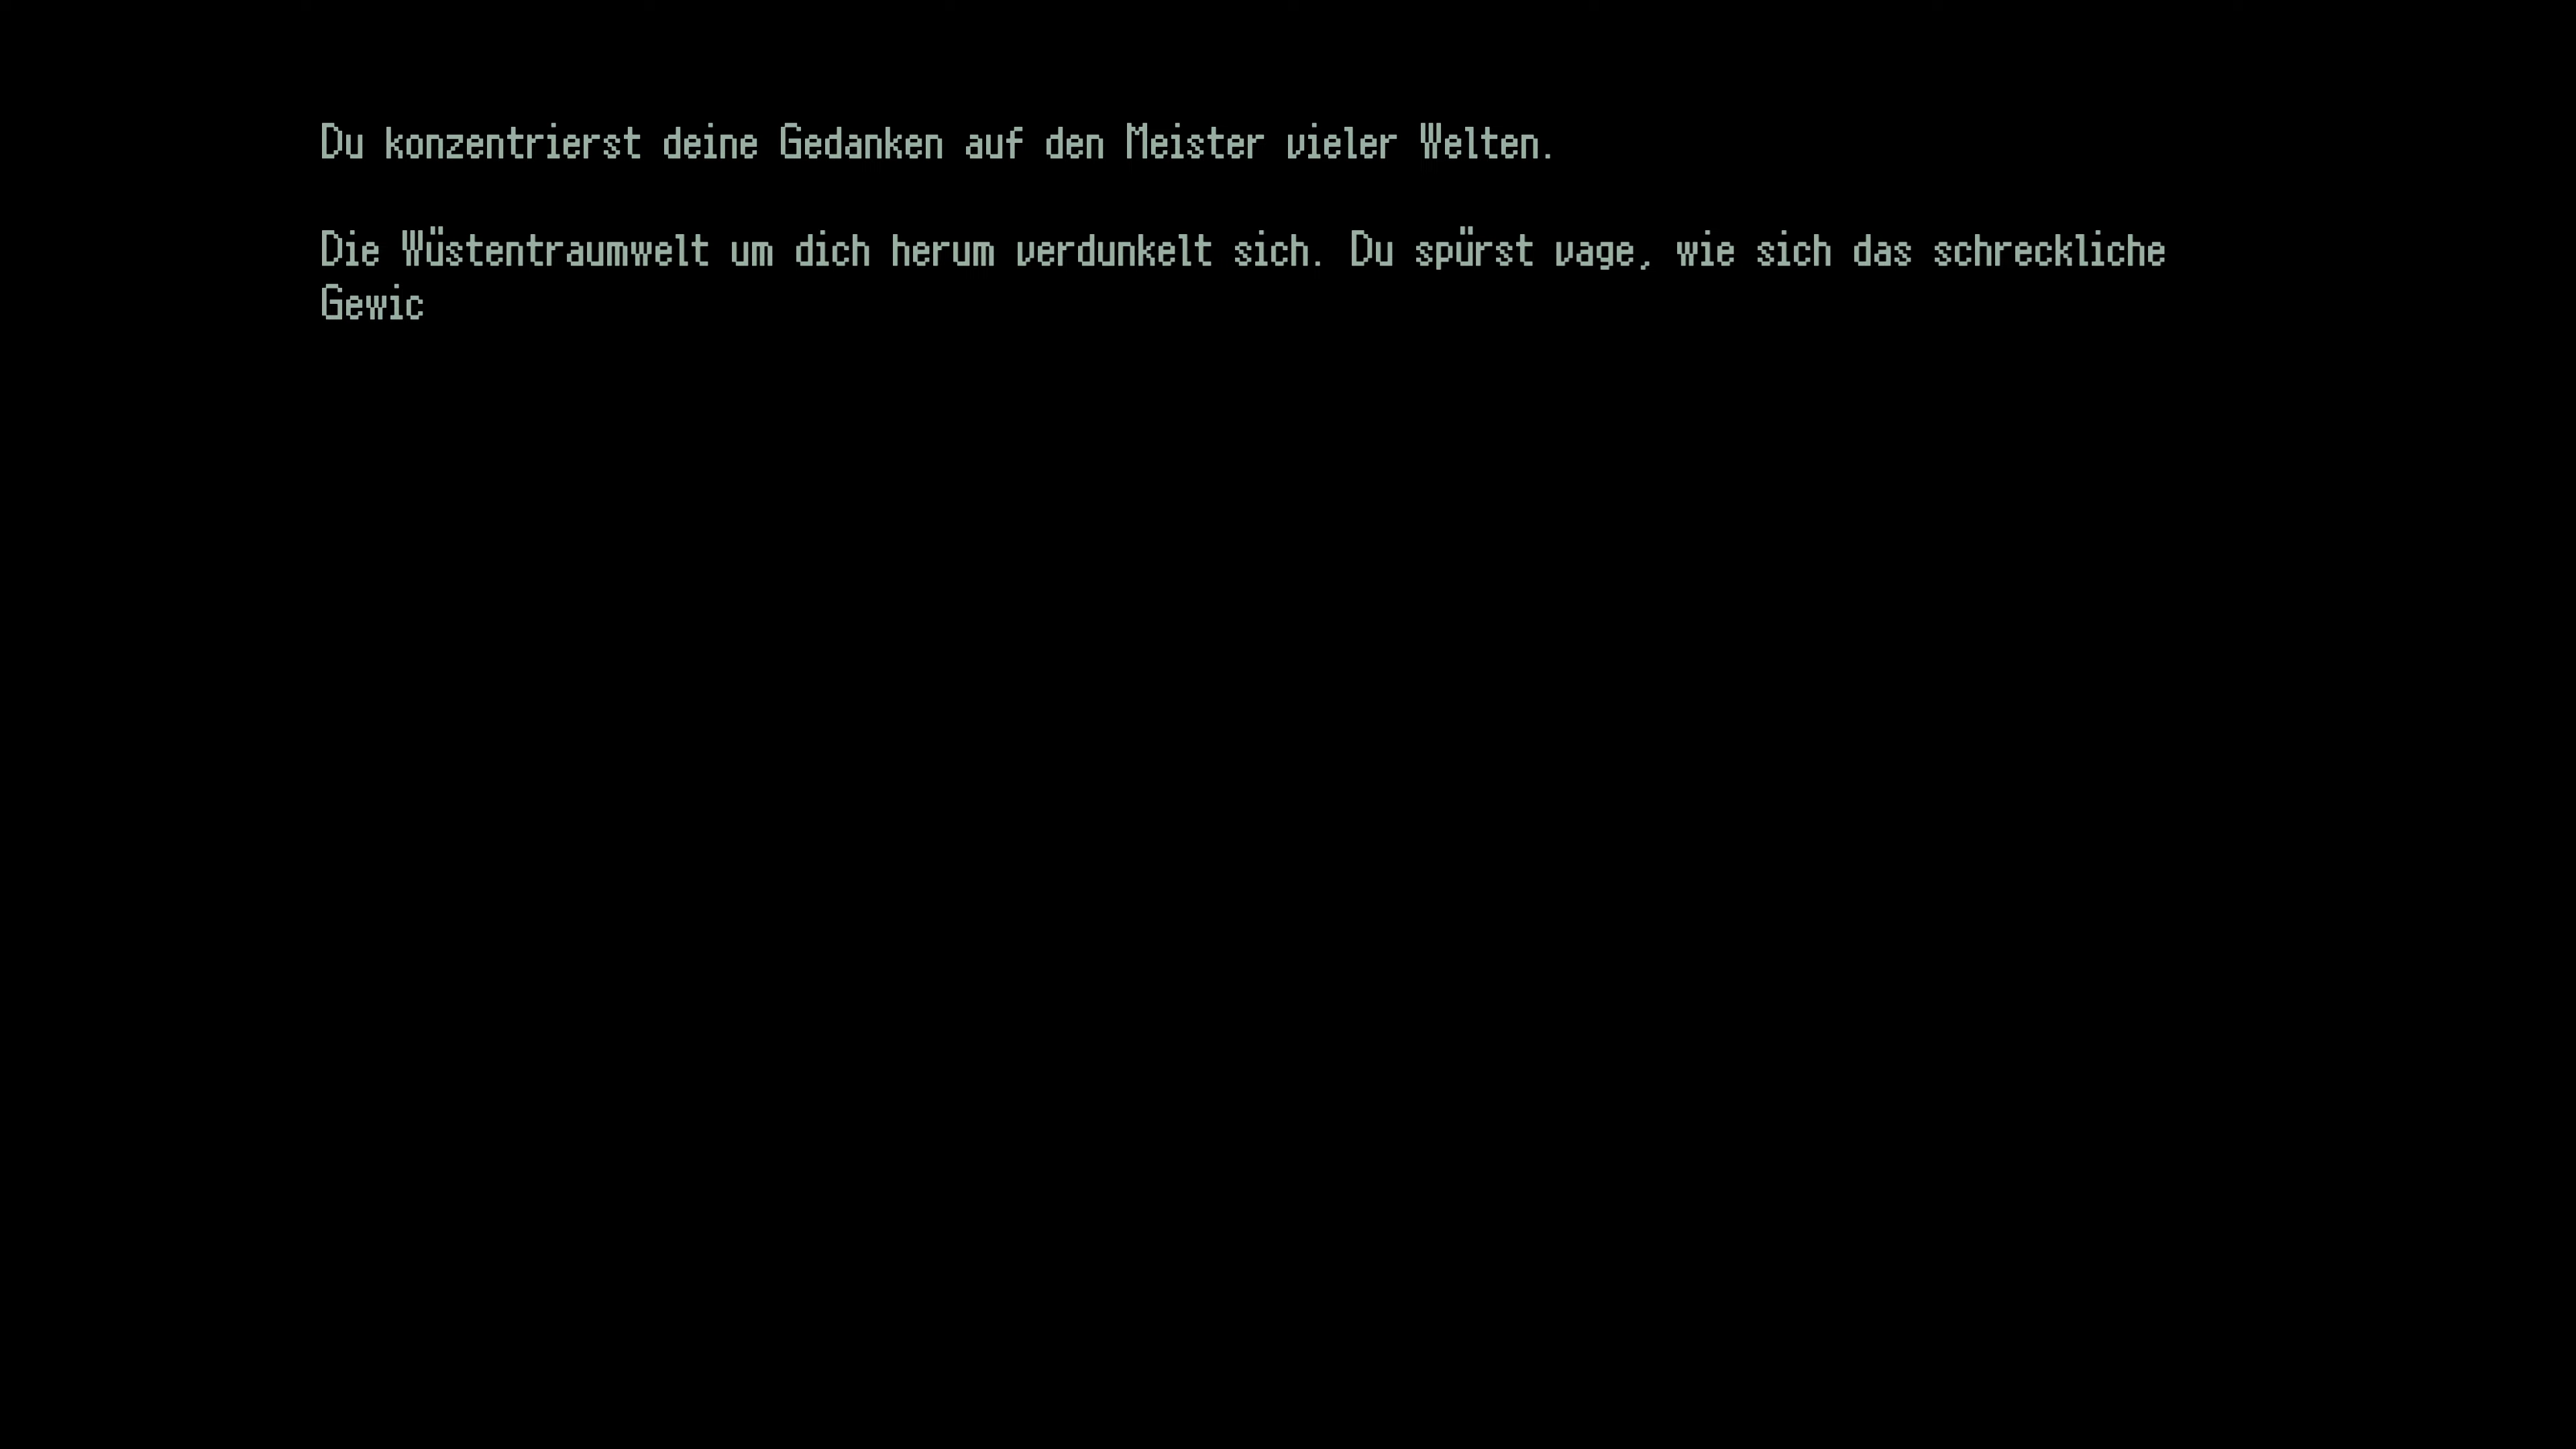 Du konzentrierst deine Gedanken auf den Meister vieler Welten.
Die Wüstentraumwelt um dich herum verdunkelt sich. Du spürst vage, wie sich das schreckliche
Gewic